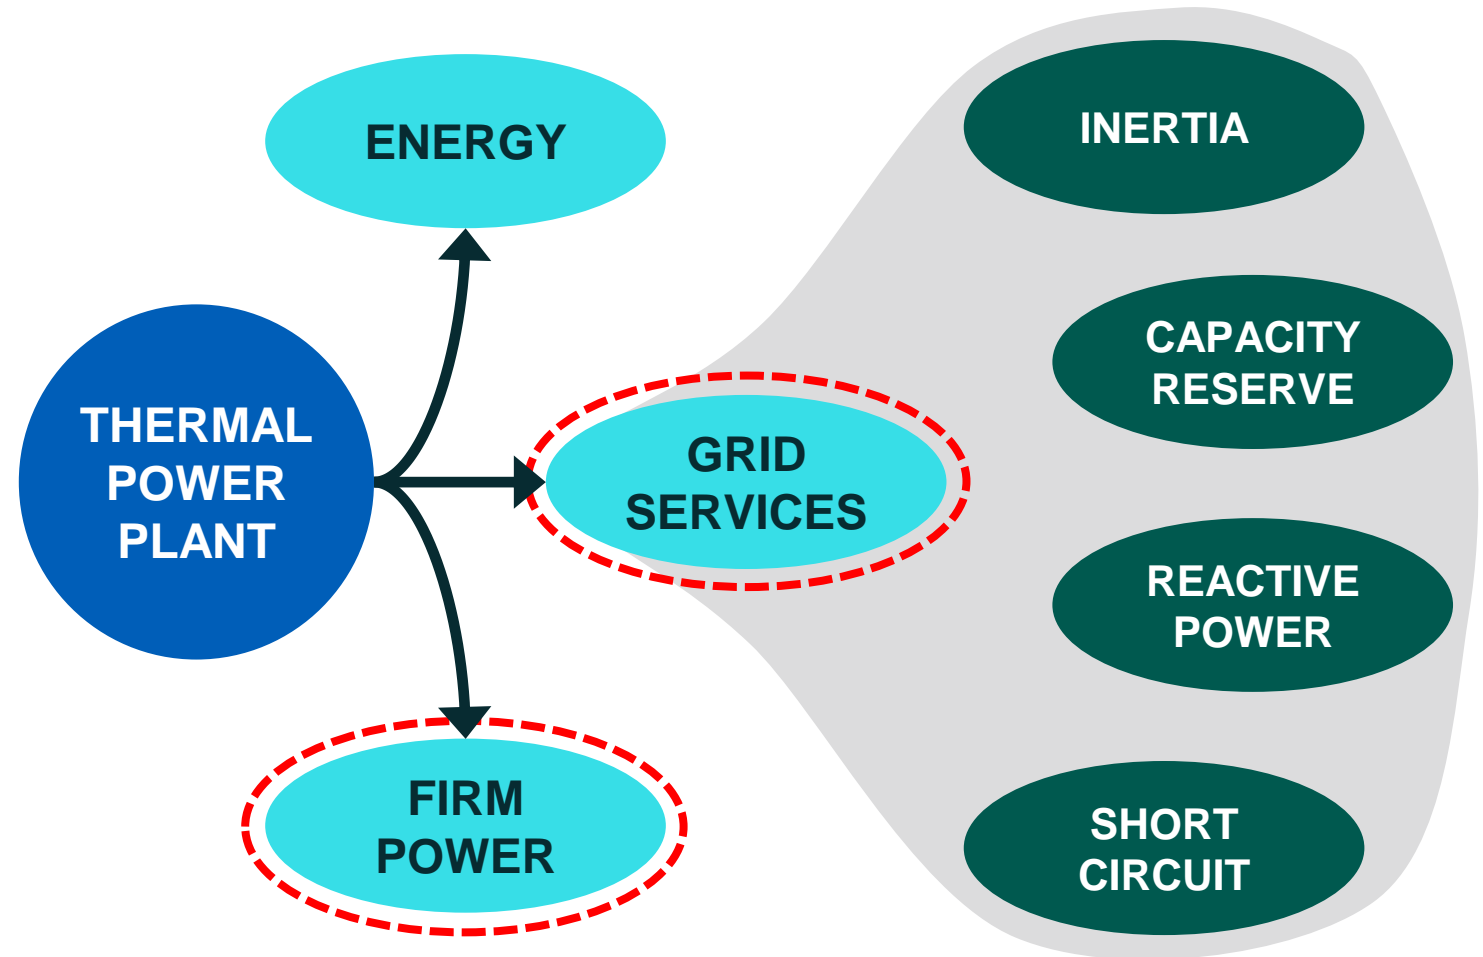 ENERGY
THERMAL
POWER
PLANT
GRID
SERVICES
FIRM
POWER
INERTIA
CAPACITY
RESERVE
REACTIVE
POWER
SHORT
CIRCUIT